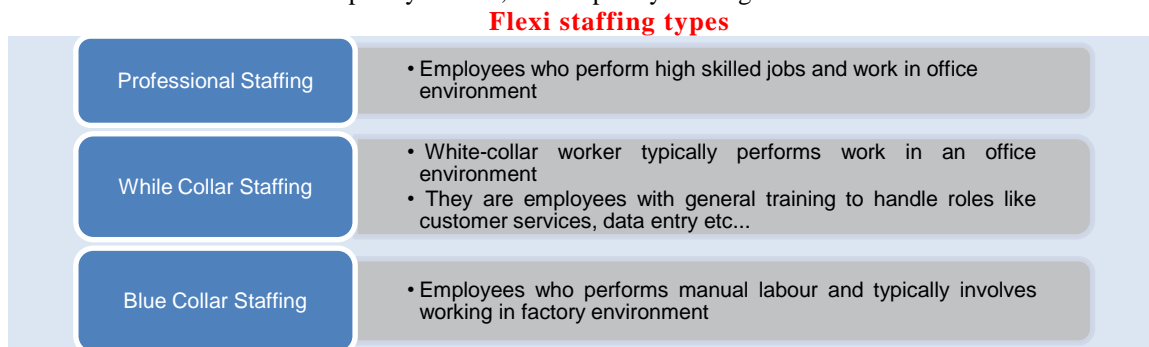 Flexi staffing types
Professional Staffing
• Employees who perform high skilled jobs and work in office
environment
While Collar Staffing
• White-collar worker typically performs work in an office
environment
• They are employees with general training to handle roles like
customer services, data entry etc...
Blue Collar Staffing
• Employees who performs manual labour and typically involves
working in factory environment